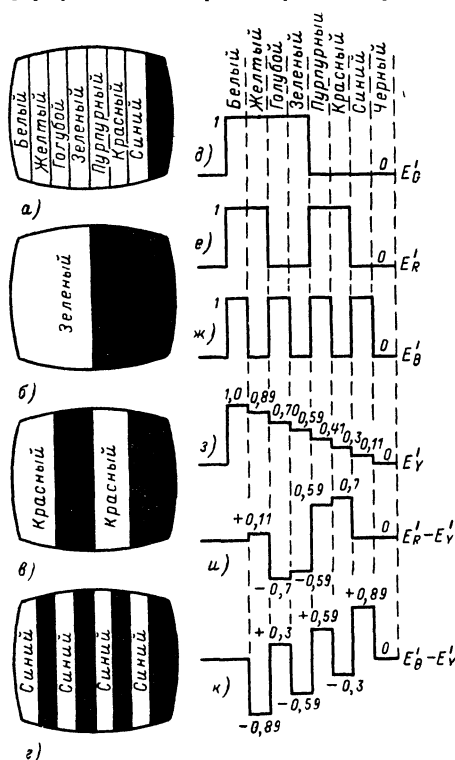 Белый
Желтый
Голубой
Зеленый
Пурпурный
Красный
Синий
а)
Зеленый
б)
Красный
Красный
в)
Синий
Синий
Синий
Синий
г)
Белый
Желтый
Голубой
Зеленый
Пурпурный
Красный
Синий
Черный
1
д)
0
E'G
1
е)
0
E'R
1
ж)
0
E'B
1,0
0,89
0,70
0,59
0,41
0,3
0,11
з)
0
E'Y
+0,11
0,59
0,7
0
E'R-E'Y
и)
-0,7
-0,59
+0,3
+0,59
+0,89
0
E'B-E'Y
к)
-0,89
-0,59
-0,3